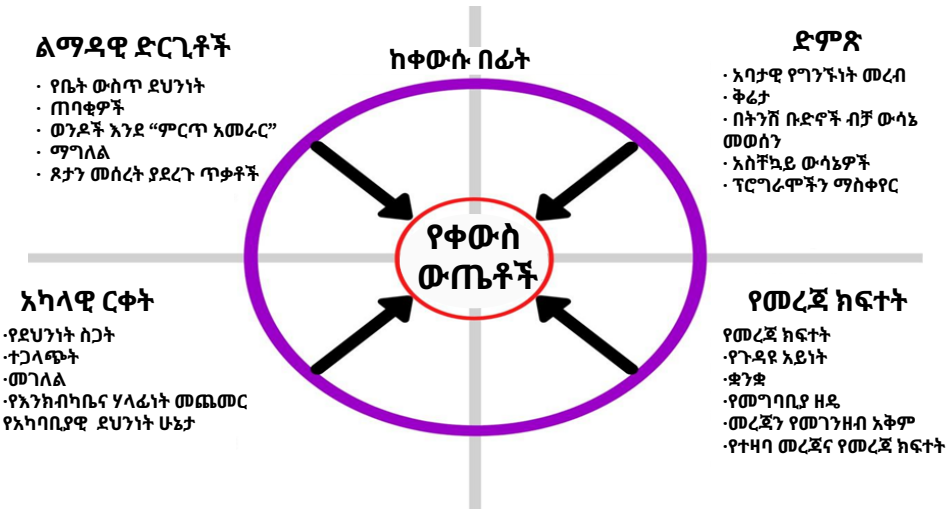 ልማዳዊ ድርጊቶች
· የቤት ውስጥ ደህንነት
· ጠባቂዎች
· ወንዶች እንደ “ምርጥ አመራር”
· ማግለል
· ጾታን መሰረት ያደረጉ ጥቃቶች
ከቀውሱ በፊት
ድምጽ
· አባታዊ የግንኙነት መረብ
· ቅሬታ
· በትንሽ ቡድኖች ብቻ ውሳኔ
መወሰን
· አስቸኳይ ውሳኔዎች
· ፕሮግራሞችን ማስቀየር
የቀውስ
ውጤቶች
አካላዊ ርቀት
·የደህንነት ስጋት
·ተጋላጭት
·መገለል
·የእንክብካቤና ሃላፊነት መጨመር
የአካባቢያዊ ደህንነት ሁኔታ
የመረጃ ክፍተት
የመረጃ ክፍተት
·የጉዳዩ አይነት
·ቋንቋ
·የመግባቢያ ዘዴ
·መረጃን የመገንዘብ አቅም
·የተዛባ መረጃና የመረጃ ክፍተት